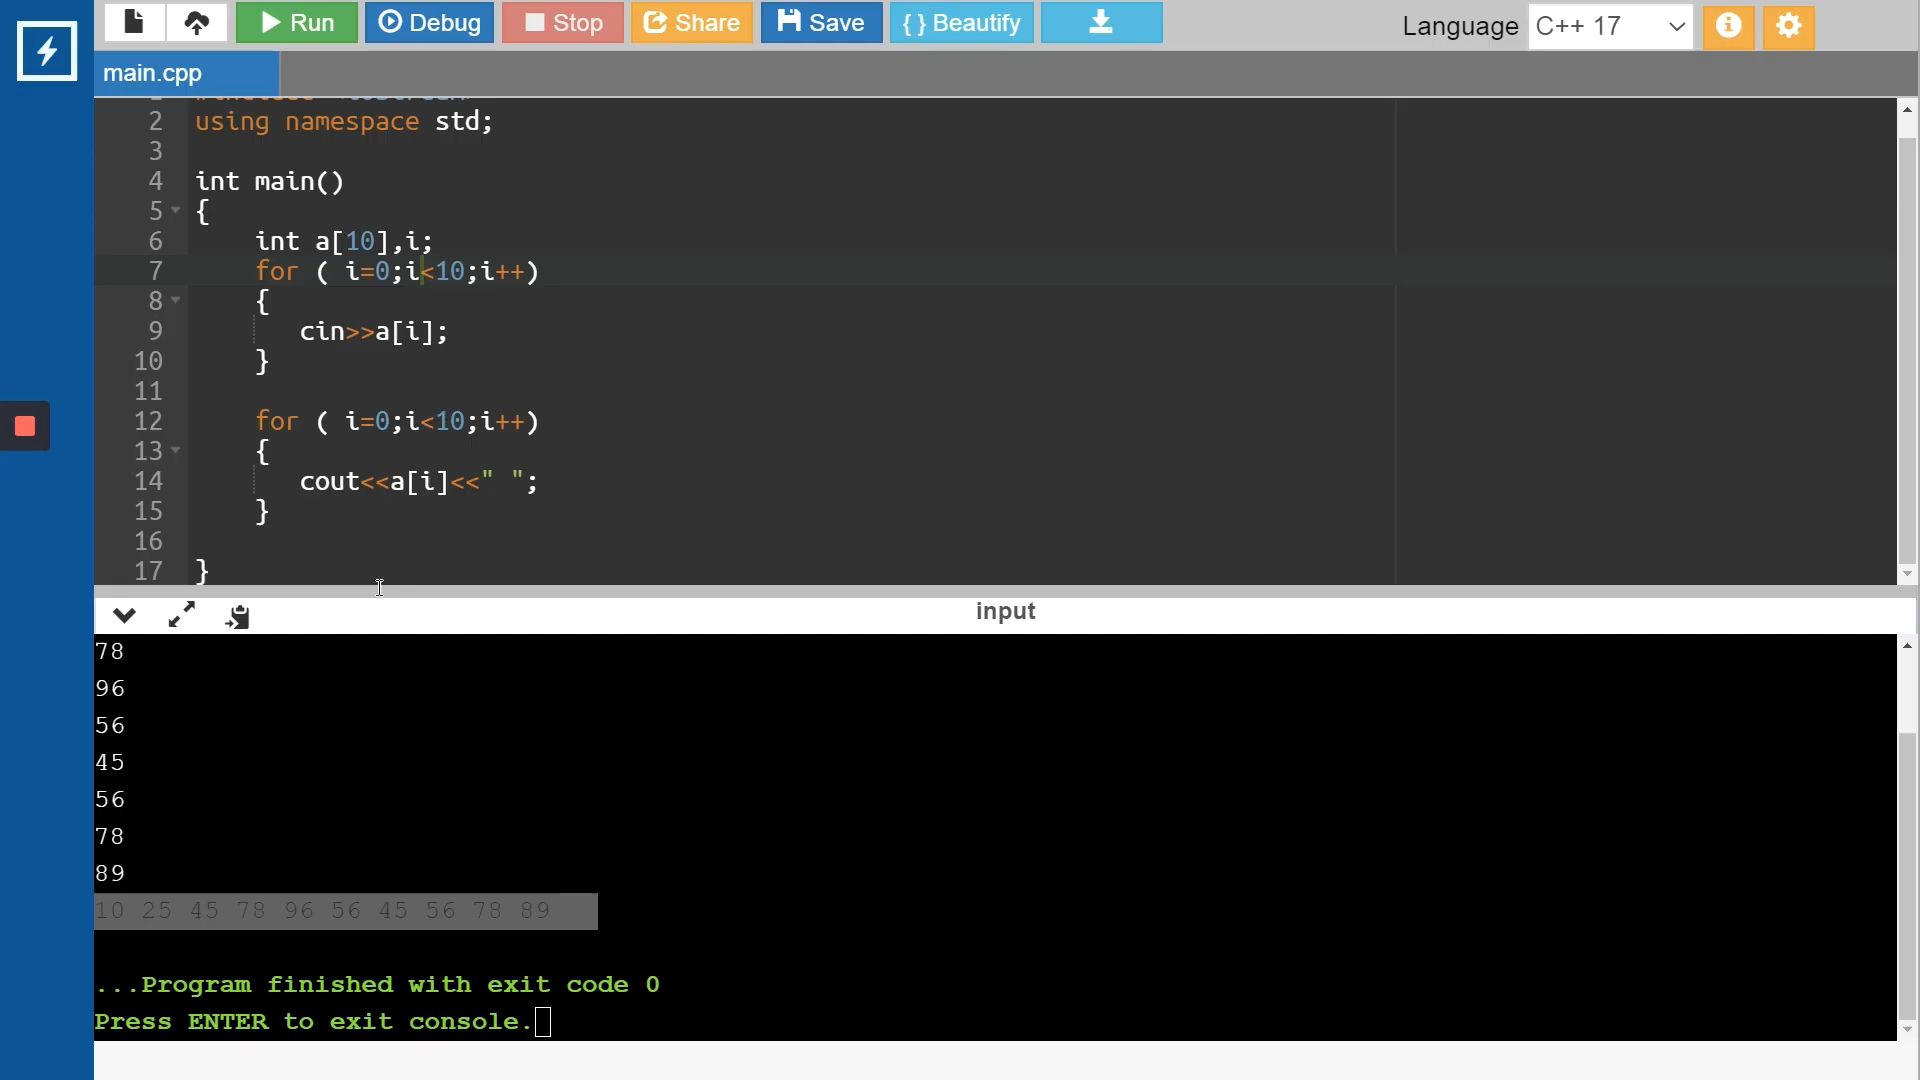 Run Debug Stop Share Save { } Beautify Language C++ 17
main.cpp
2 using namespace std;
3
4 int main()
5 {
6 int a[10],i;
7 for ( i=0;i<10;i++)
8 {
9 cin>>a[i];
10 }
11
12 for ( i=0;i<10;i++)
13 {
14 cout<<a[i]<<" ";
15 }
16
17 }
input
78
96
56
45
56
78
89
10 25 45 78 96 56 45 56 78 89
...Program finished with exit code 0
Press ENTER to exit console.